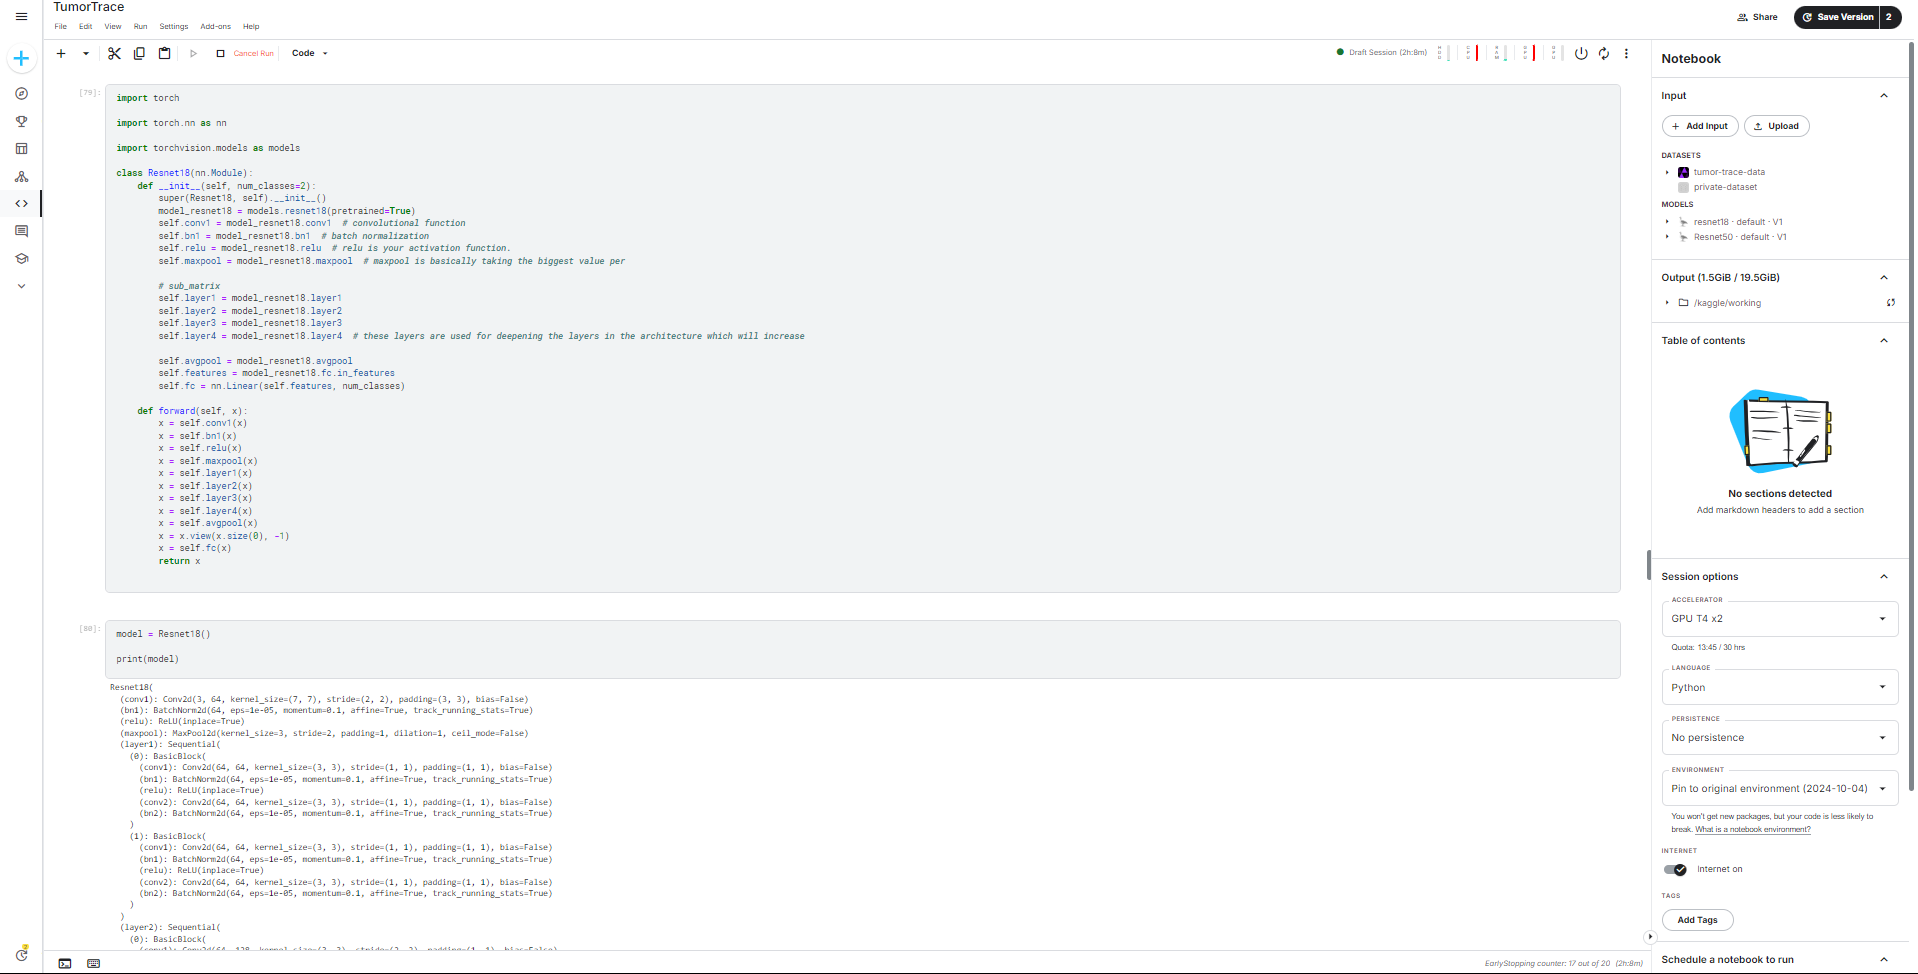 TumorTrace
File Edit View Run Settings Add-ons Help
Share
Save Version 2
Cancel Run
Code
Draft Session (2h:8m)
[79]:
import torch
import torch.nn as nn
import torchvision.models as models
class Resnet18(nn.Module):
def __init__(self, num_classes=2):
super(Resnet18, self).__init__()
model_resnet18 = models.resnet18(pretrained=True)
self.conv1 = model_resnet18.conv1 # convolutional function
self.bn1 = model_resnet18.bn1 # batch normalization
self.relu = model_resnet18.relu # relu is your activation function.
self.maxpool = model_resnet18.maxpool # maxpool is basically taking the biggest value per
# sub_matrix
self.layer1 = model_resnet18.layer1
self.layer2 = model_resnet18.layer2
self.layer3 = model_resnet18.layer3
self.layer4 = model_resnet18.layer4 # these layers are used for deepening the layers in the architecture which will increase
self.avgpool = model_resnet18.avgpool
self.features = model_resnet18.fc.in_features
self.fc = nn.Linear(self.features, num_classes)
def forward(self, x):
x = self.conv1(x)
x = self.bn1(x)
x = self.relu(x)
x = self.maxpool(x)
x = self.layer1(x)
x = self.layer2(x)
x = self.layer3(x)
x = self.layer4(x)
x = self.avgpool(x)
x = x.view(x.size(0), -1)
x = self.fc(x)
return x
[80]:
model = Resnet18()
print(model)
Resnet18(
(conv1): Conv2d(3, 64, kernel_size=(7, 7), stride=(2, 2), padding=(3, 3), bias=False)
(bn1): BatchNorm2d(64, eps=1e-05, momentum=0.1, affine=True, track_running_stats=True)
(relu): ReLU(inplace=True)
(maxpool): MaxPool2d(kernel_size=3, stride=2, padding=1, dilation=1, ceil_mode=False)
(layer1): Sequential(
(0): BasicBlock(
(conv1): Conv2d(64, 64, kernel_size=(3, 3), stride=(1, 1), padding=(1, 1), bias=False)
(bn1): BatchNorm2d(64, eps=1e-05, momentum=0.1, affine=True, track_running_stats=True)
(relu): ReLU(inplace=True)
(conv2): Conv2d(64, 64, kernel_size=(3, 3), stride=(1, 1), padding=(1, 1), bias=False)
(bn2): BatchNorm2d(64, eps=1e-05, momentum=0.1, affine=True, track_running_stats=True)
)
(1): BasicBlock(
(conv1): Conv2d(64, 64, kernel_size=(3, 3), stride=(1, 1), padding=(1, 1), bias=False)
(bn1): BatchNorm2d(64, eps=1e-05, momentum=0.1, affine=True, track_running_stats=True)
(relu): ReLU(inplace=True)
(conv2): Conv2d(64, 64, kernel_size=(3, 3), stride=(1, 1), padding=(1, 1), bias=False)
(bn2): BatchNorm2d(64, eps=1e-05, momentum=0.1, affine=True, track_running_stats=True)
)
)
(layer2): Sequential(
(0): BasicBlock(
EarlyStopping counter: 17 out of 20 (2h:8m)
Notebook
Input
Add Input
Upload
DATASETS
tumor-trace-data
private-dataset
MODELS
resnet18 · default · V1
Resnet50 · default · V1
Output (1.5GiB / 19.5GiB)
/kaggle/working
Table of contents
No sections detected
Add markdown headers to add a section
Session options
ACCELERATOR
GPU T4 x2
Quota: 13:45 / 30 hrs
LANGUAGE
Python
PERSISTENCE
No persistence
ENVIRONMENT
Pin to original environment (2024-10-04)
You won't get new packages, but your code is less likely to
break. What is a notebook environment?
INTERNET
Internet on
TAGS
Add Tags
Schedule a notebook to run